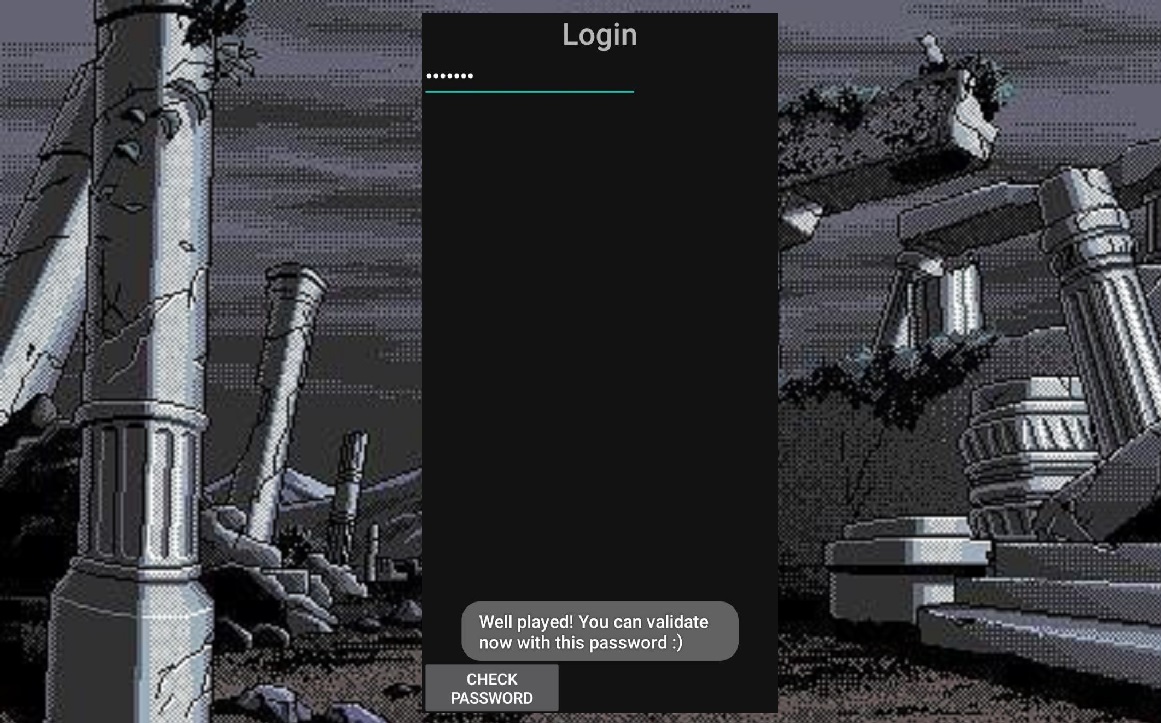 Login
•••••••
Well played! You can validate
now with this password :)
CHECK
PASSWORD